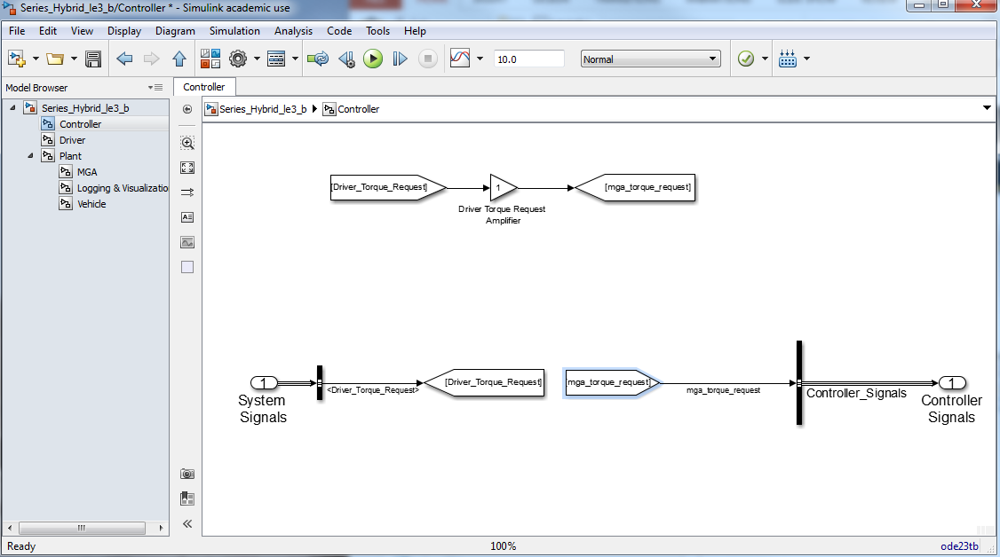 Series_Hybrid_le3_b/Controller * - Simulink academic use
File Edit View Display Diagram Simulation Analysis Code Tools Help
10.0
Normal
Model Browser
Controller
Series_Hybrid_le3_b
Controller
Driver
Plant
MGA
Logging & Visualizatio
Vehicle
Series_Hybrid_le3_b Controller
[Driver_Torque_Request]
1
[mga_torque_request]
Driver Torque Request
Amplifier
1
System
Signals
<Driver_Torque_Request>
[Driver_Torque_Request]
mga_torque_request]
mga_torque_request
Controller_Signals
1
Controller
Signals
Ready
100%
ode23tb